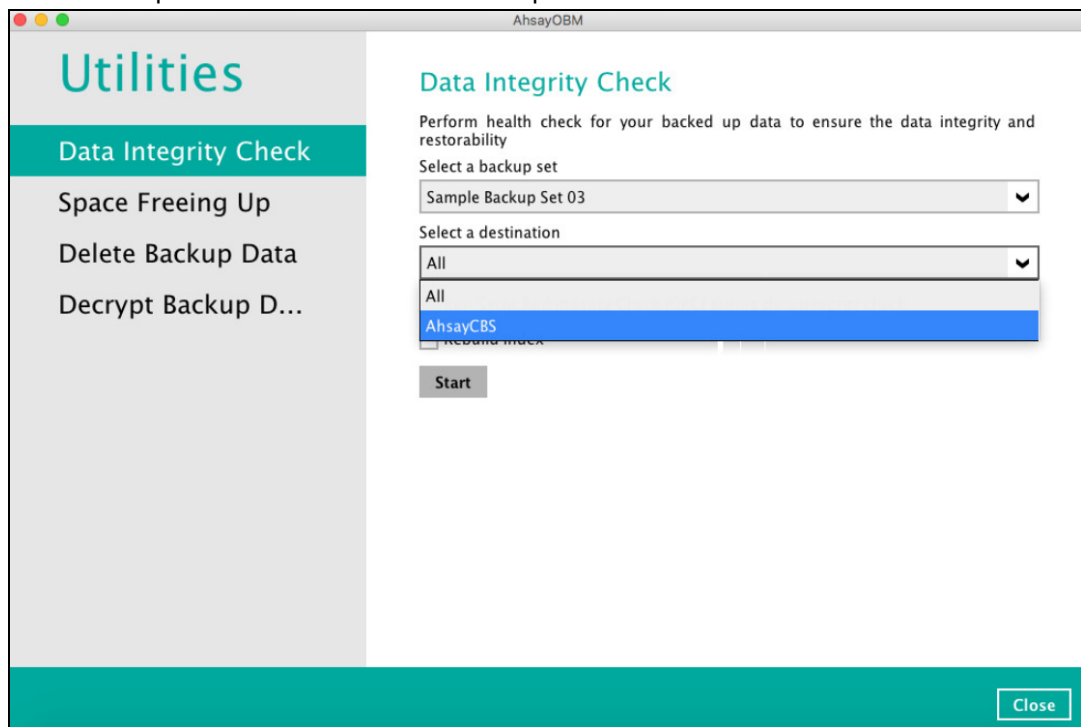 AhsayOBM
Utilities
Data Integrity Check
Space Freeing Up
Delete Backup Data
Decrypt Backup D...
Data Integrity Check
Perform health check for your backed up data to ensure the data integrity and
restorability
Select a backup set
Sample Backup Set 03
Select a destination
All
All
AhsayCBS
Rebuild index
Start
Close